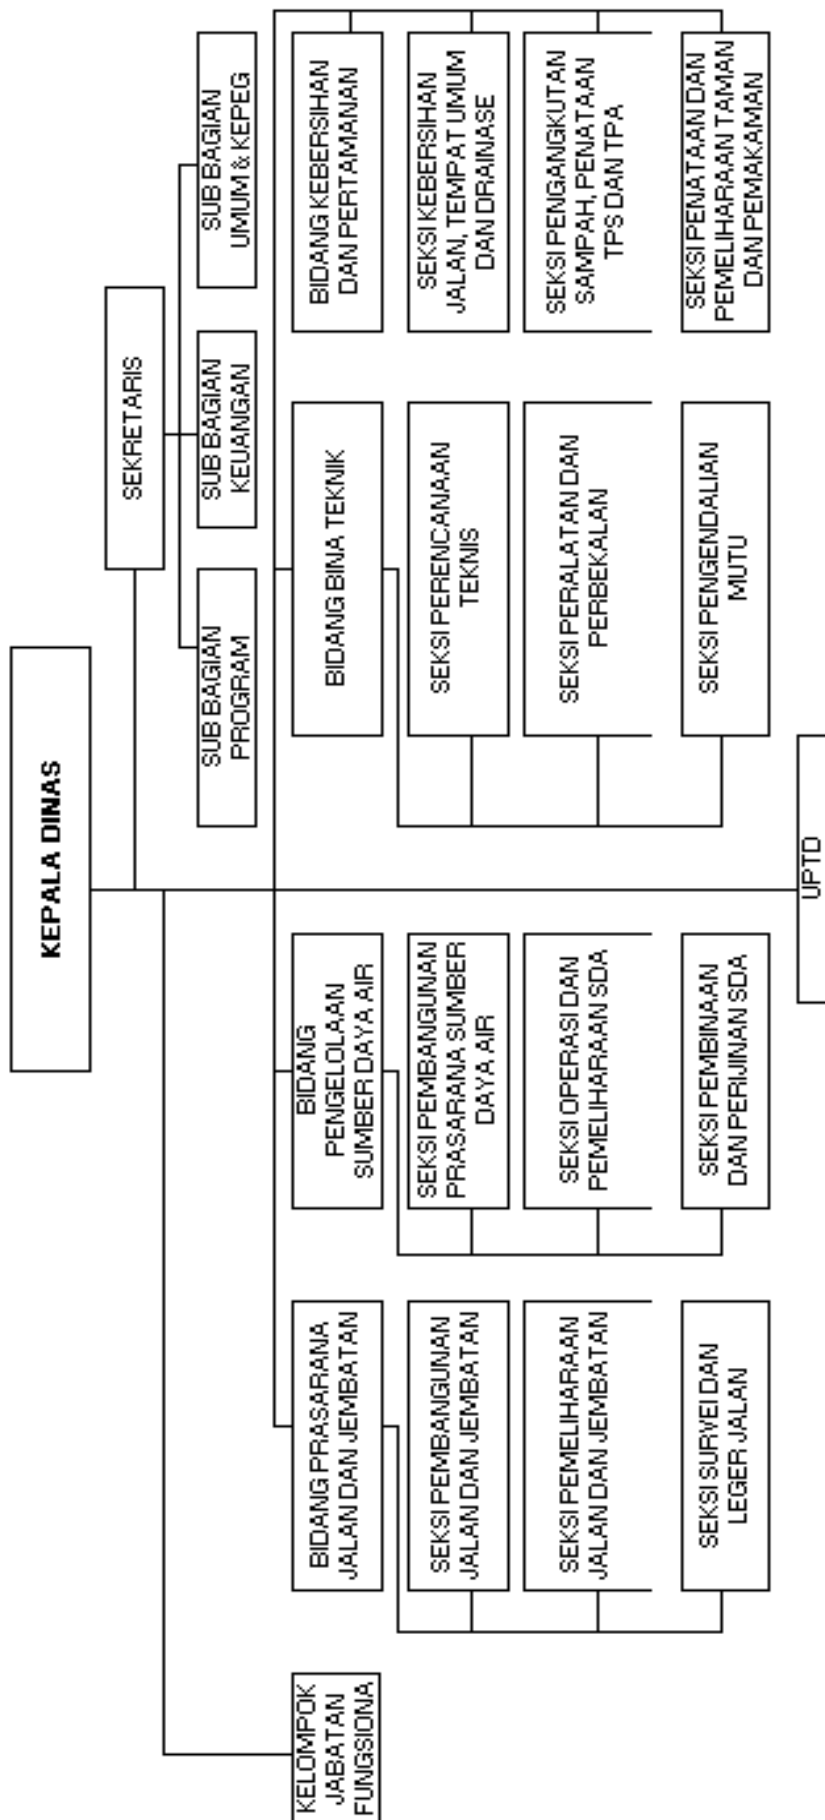 KEPALA DINAS
SEKRETARIS
SUB BAGIAN
PROGRAM
SUB BAGIAN
KEUANGAN
SUB BAGIAN
UMUM & KEPEG
KELOMPOK
JABATAN
FUNGSIONA
BIDANG PRASARANA
JALAN DAN JEMBATAN
SEKSI PEMBANGUNAN
JALAN DAN JEMBATAN
SEKSI PEMELIHARAAN
JALAN DAN JEMBATAN
SEKSI SURVEI DAN
LEGER JALAN
BIDANG
PENGELOLAAN
SUMBER DAYA AIR
SEKSI PEMBANGUNAN
PRASARANA SUMBER
DAYA AIR
SEKSI OPERASI DAN
PEMELIHARAAN SDA
SEKSI PEMBINAAN
DAN PERIJINAN SDA
BIDANG BINA TEKNIK
SEKSI PERENCANAAN
TEKNIS
SEKSI PERALATAN DAN
PERBEKALAN
SEKSI PENGENDALIAN
MUTU
BIDANG KEBERSIHAN
DAN PERTAMANAN
SEKSI KEBERSIHAN
JALAN, TEMPAT UMUM
DAN DRAINASE
SEKSI PENGANGKUTAN
SAMPAH, PENATAAN
TPS DAN TPA
SEKSI PENATAAN DAN
PEMELIHARAAN TAMAN
DAN PEMAKAMAN
UPTD